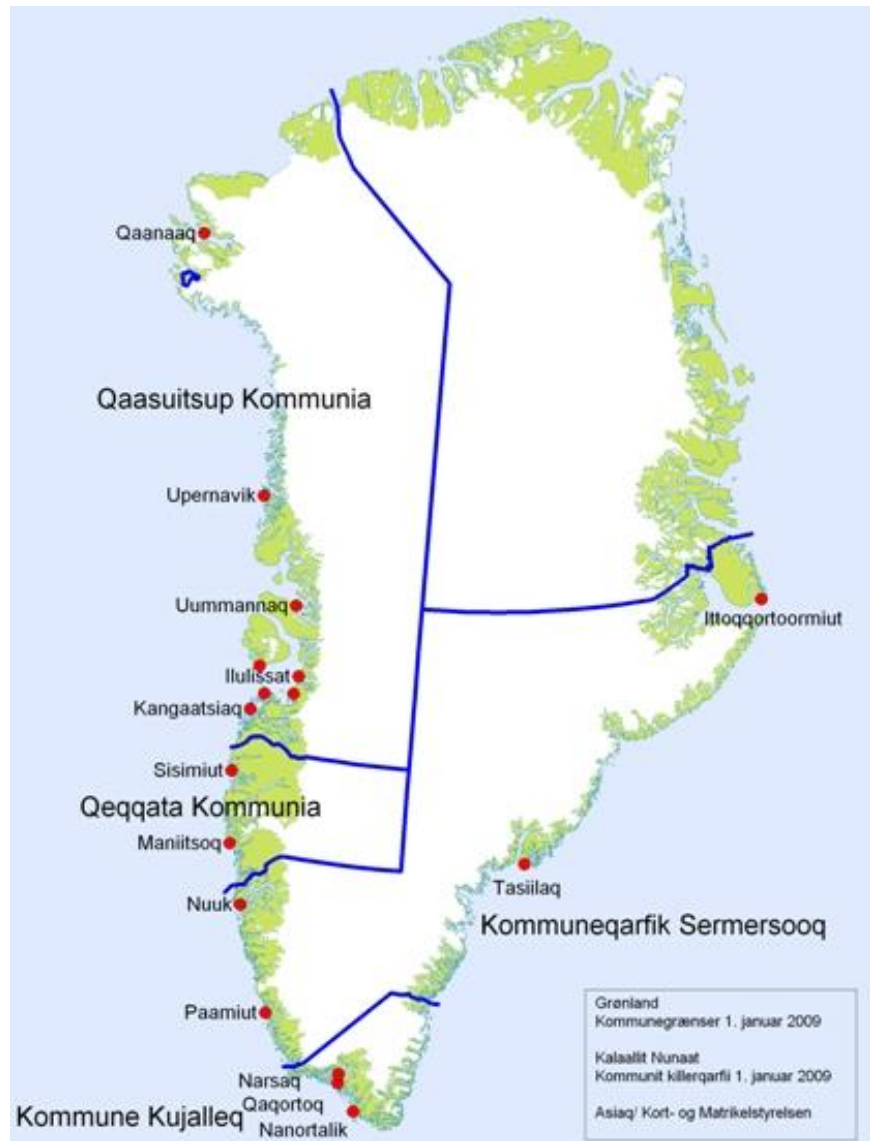 Qaanaaq
Qaasuitsup Kommunia
Upernavik
Uummannaq
Ittoqqortoormiut
Ilulissat
Kangaatsiaq
Sisimiut
Qeqqata Kommunia
Maniitsoq
Tasiilaq
Nuuk
Kommuneqarfik Sermersooq
Paamiut
Grønland
Kommunegrænser 1. januar 2009
Kalaallit Nunaat
Kommunit killerqarfii 1. januar 2009
Asiaq/ Kort- og Matrikelstyrelsen
Narsaq
Qaqortoq
Kommune Kujalleq
Nanortalik